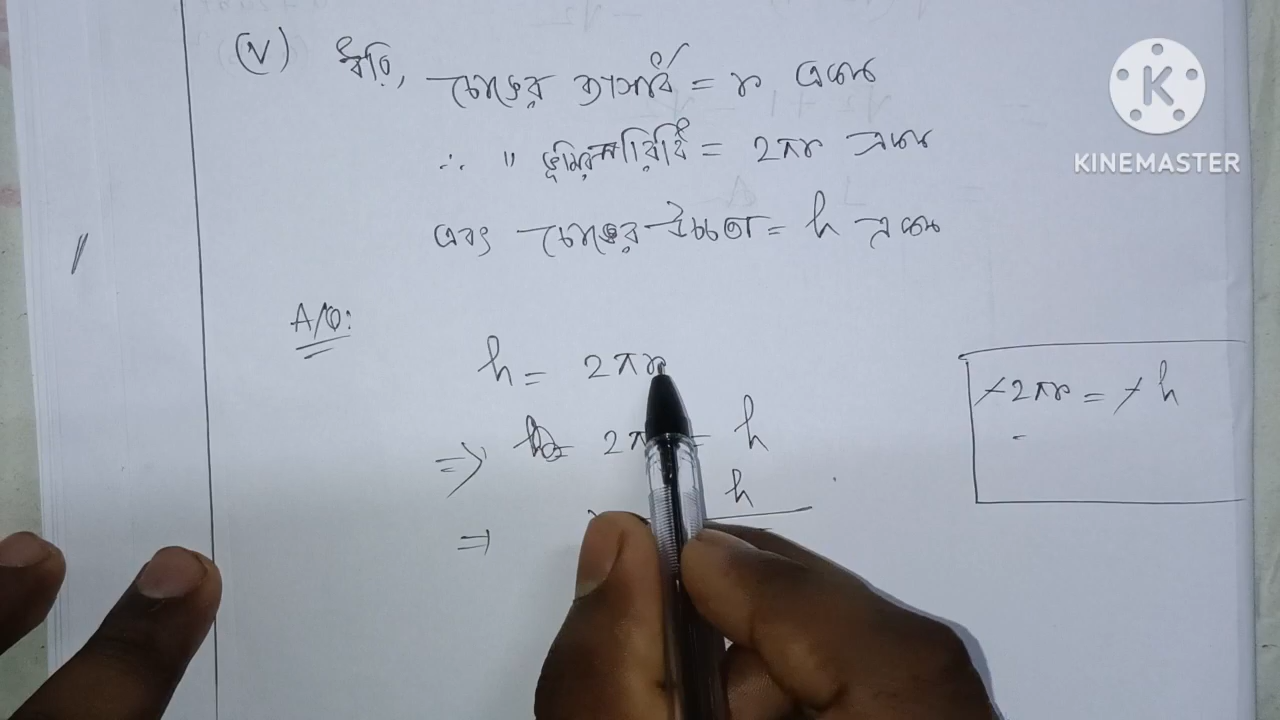 (V) ধরি, চোঙের ব্যাসার্ধ = r একক
∴ " ভূমির পরিধি = 2πr একক
এবং চোঙের উচ্চতা = h একক
A/Q:
h = 2πr
⇒ 2π = h
⇒ h
-2πr = -h
K
KINEMASTER